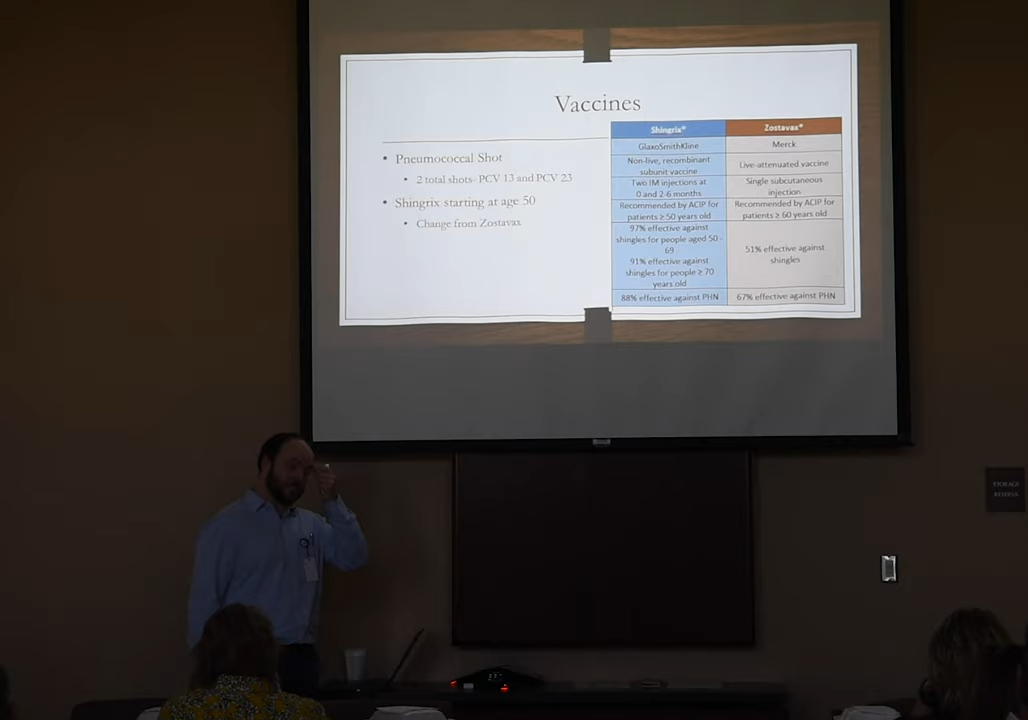 Vaccines
• Pneumococcal Shot
• 2 total shots- PCV 13 and PCV 23
• Shingrix starting at age 50
• Change from Zostavax
Shingrix® Zostavax®
GlaxoSmithKline Merck
Non-live, recombinant
subunit vaccine
Live-attenuated vaccine
Two IM injections at
0 and 2-6 months
Single subcutaneous
injection
Recommended by ACIP for
patients ≥ 50 years old
Recommended by ACIP for
patients ≥ 60 years old
97% effective against
shingles for people aged 50 -
69
91% effective against
shingles for people ≥ 70
years old
51% effective against
shingles
88% effective against PHN 67% effective against PHN
STORAGE